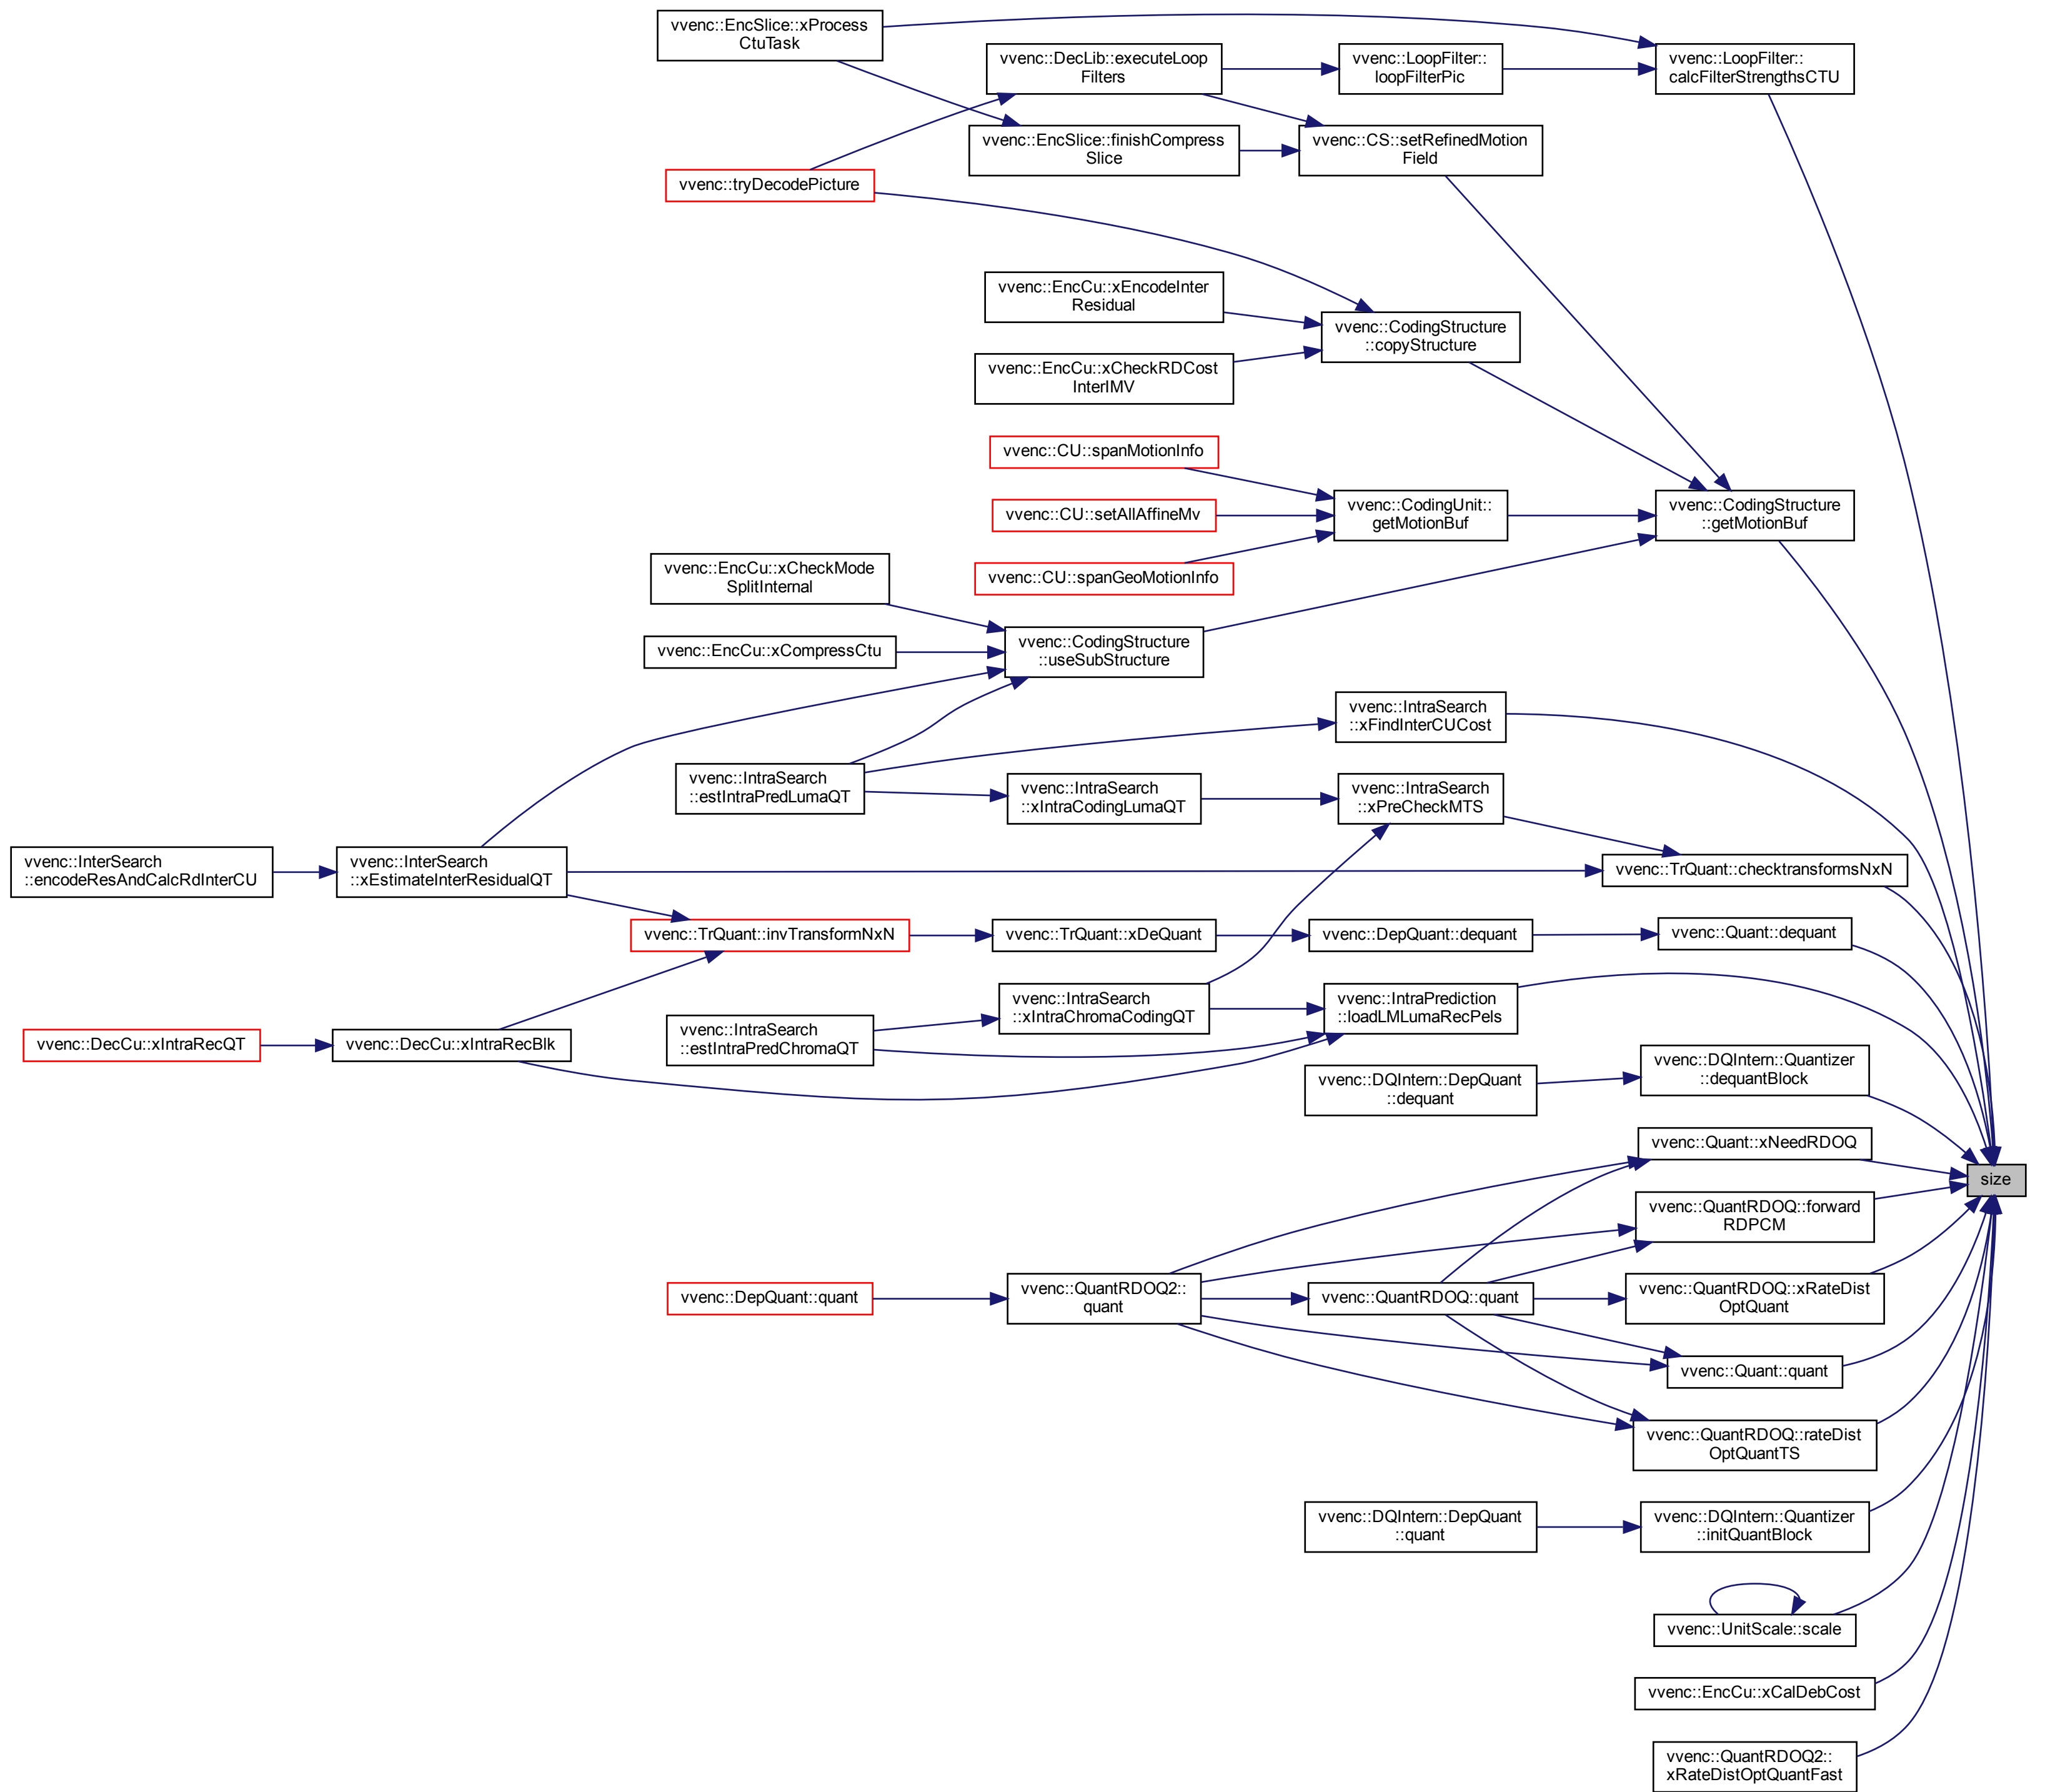 vvenc::EncSlice::xProcess
CtuTask
vvenc::DecLib::executeLoop
Filters
vvenc::LoopFilter::
loopFilterPic
vvenc::LoopFilter::
calcFilterStrengthsCTU
vvenc::EncSlice::finishCompress
Slice
vvenc::CS::setRefinedMotion
Field
vvenc::tryDecodePicture
vvenc::EncCu::xEncodeInter
Residual
vvenc::CodingStructure
::copyStructure
vvenc::EncCu::xCheckRDCost
InterIMV
vvenc::CU::spanMotionInfo
vvenc::CU::setAllAffineMv
vvenc::CodingUnit::
getMotionBuf
vvenc::CodingStructure
::getMotionBuf
vvenc::CU::spanGeoMotionInfo
vvenc::EncCu::xCheckMode
SplitInternal
vvenc::EncCu::xCompressCtu
vvenc::CodingStructure
::useSubStructure
vvenc::IntraSearch
::xFindInterCUCost
vvenc::IntraSearch
::estIntraPredLumaQT
vvenc::IntraSearch
::xIntraCodingLumaQT
vvenc::IntraSearch
::xPreCheckMTS
vvenc::InterSearch
::encodeResAndCalcRdInterCU
vvenc::InterSearch
::xEstimateInterResidualQT
vvenc::TrQuant::checktransformsNxN
vvenc::TrQuant::invTransformNxN
vvenc::TrQuant::xDeQuant
vvenc::DepQuant::dequant
vvenc::Quant::dequant
vvenc::IntraSearch
::xIntraChromaCodingQT
vvenc::IntraPrediction
::loadLMLumaRecPels
vvenc::DecCu::xIntraRecQT
vvenc::DecCu::xIntraRecBlk
vvenc::IntraSearch
::estIntraPredChromaQT
vvenc::DQIntern::DepQuant
::dequant
vvenc::DQIntern::Quantizer
::dequantBlock
vvenc::Quant::xNeedRDOQ
size
vvenc::QuantRDOQ::forward
RDPCM
vvenc::DepQuant::quant
vvenc::QuantRDOQ2::
quant
vvenc::QuantRDOQ::quant
vvenc::QuantRDOQ::xRateDist
OptQuant
vvenc::Quant::quant
vvenc::QuantRDOQ::rateDist
OptQuantTS
vvenc::DQIntern::DepQuant
::quant
vvenc::DQIntern::Quantizer
::initQuantBlock
vvenc::UnitScale::scale
vvenc::EncCu::xCalDebCost
vvenc::QuantRDOQ2::
xRateDistOptQuantFast